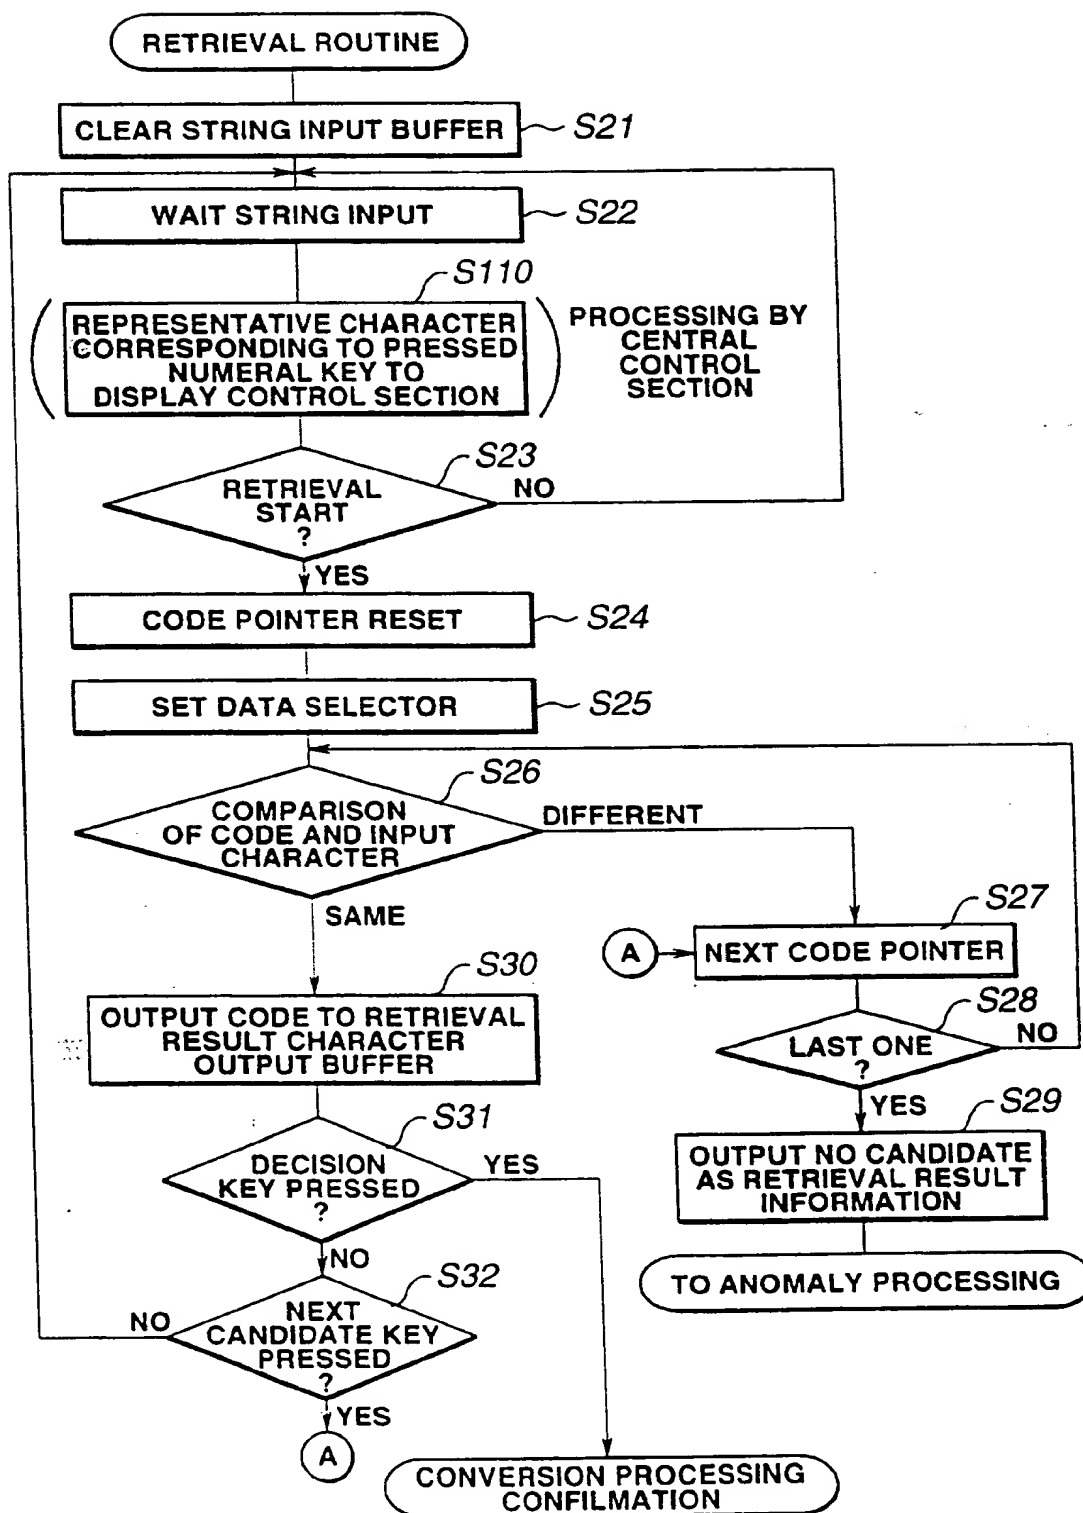 RETRIEVAL ROUTINE
CLEAR STRING INPUT BUFFER
S21
WAIT STRING INPUT
S22
S110
REPRESENTATIVE CHARACTER
CORRESPONDING TO PRESSED
NUMERAL KEY TO
DISPLAY CONTROL SECTION
PROCESSING BY
CENTRAL
CONTROL
SECTION
S23
RETRIEVAL
START
?
NO
YES
CODE POINTER RESET
S24
SET DATA SELECTOR
S25
S26
COMPARISON
OF CODE AND INPUT
CHARACTER
DIFFERENT
SAME
S27
A
NEXT CODE POINTER
S28
LAST ONE
?
NO
YES
S29
OUTPUT NO CANDIDATE
AS RETRIEVAL RESULT
INFORMATION
TO ANOMALY PROCESSING
S30
OUTPUT CODE TO RETRIEVAL
RESULT CHARACTER
OUTPUT BUFFER
S31
DECISION
KEY PRESSED
?
YES
NO
S32
NEXT
CANDIDATE KEY
PRESSED
?
NO
YES
A
CONVERSION PROCESSING
CONFILMATION